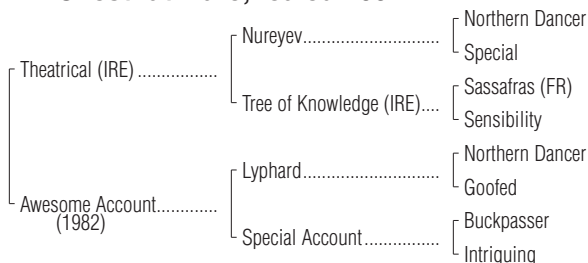 Northern Dancer
Nureyev
Special
Theatrical (IRE)
Sassafras (FR)
Tree of Knowledge (IRE)
Sensibility
Northern Dancer
Lyphard
Goofed
Awesome Account
(1982)
Buckpasser
Special Account
Intriguing